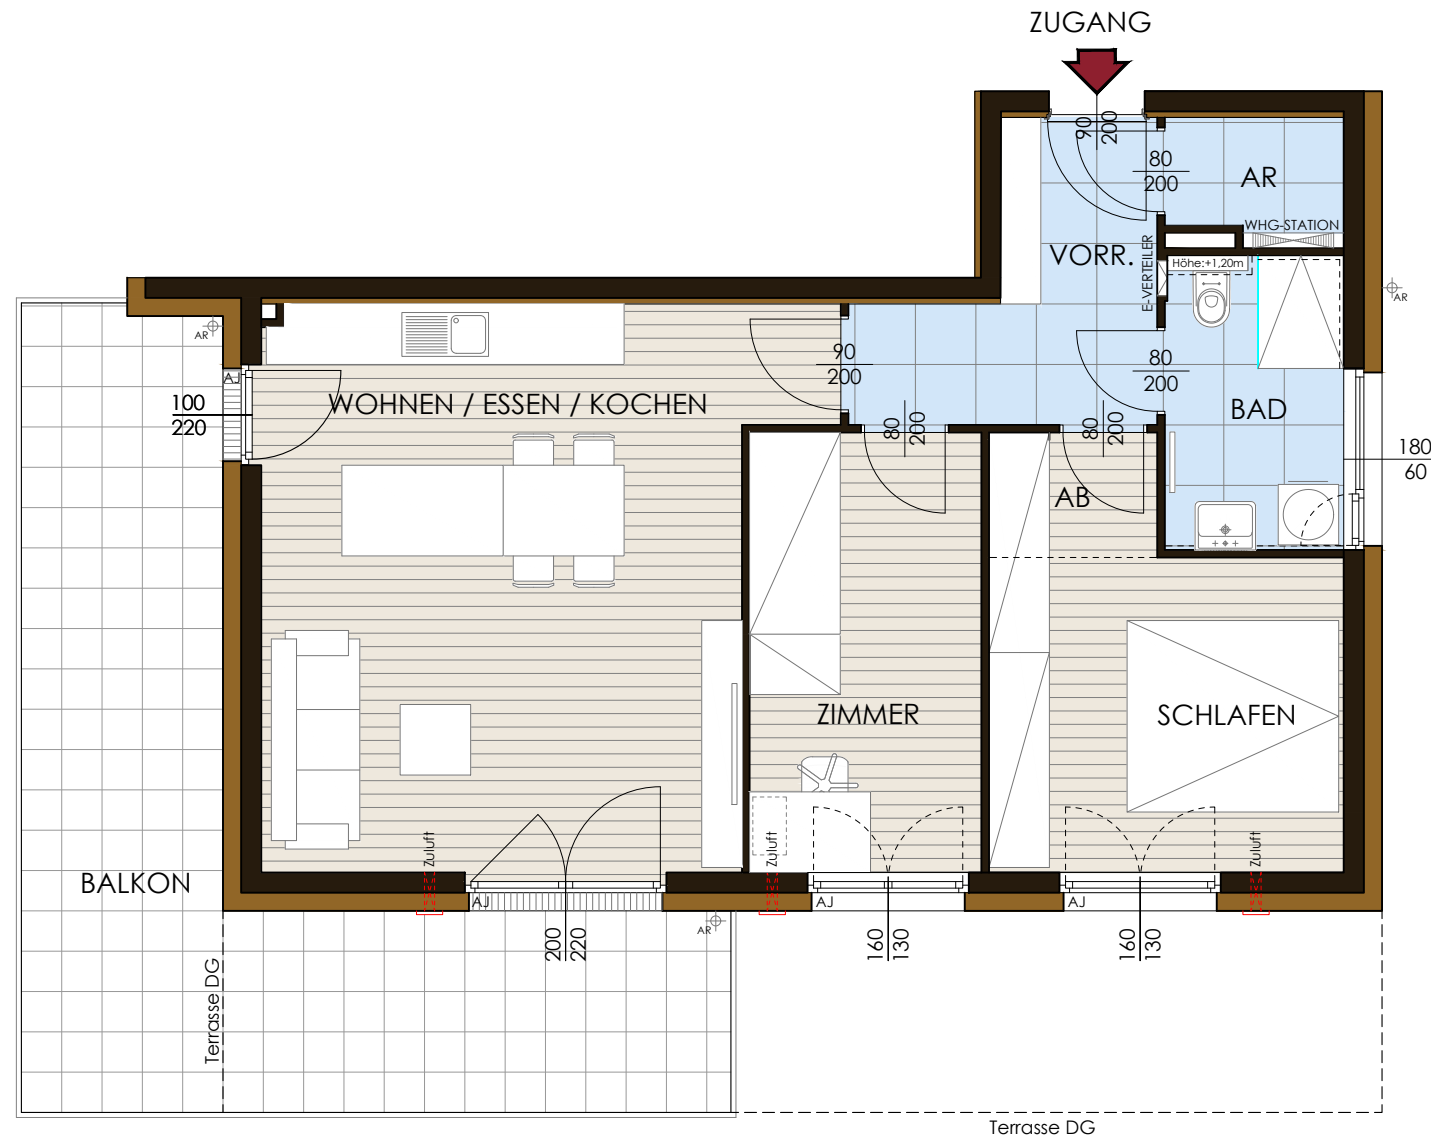 ZUGANG
90
200
80
200
AR
WHG-STATION
VORR.
E-VERTEILER
Höhe:+1,20m
AR
AR
AJ
100
220
WOHNEN / ESSEN / KOCHEN
90
200
80
200
80
200
80
200
BAD
180
60
AB
ZIMMER
SCHLAFEN
Zuluft
Zuluft
Zuluft
BALKON
AJ
AJ
AJ
AR
200
220
160
130
160
130
Terrasse DG
Terrasse DG